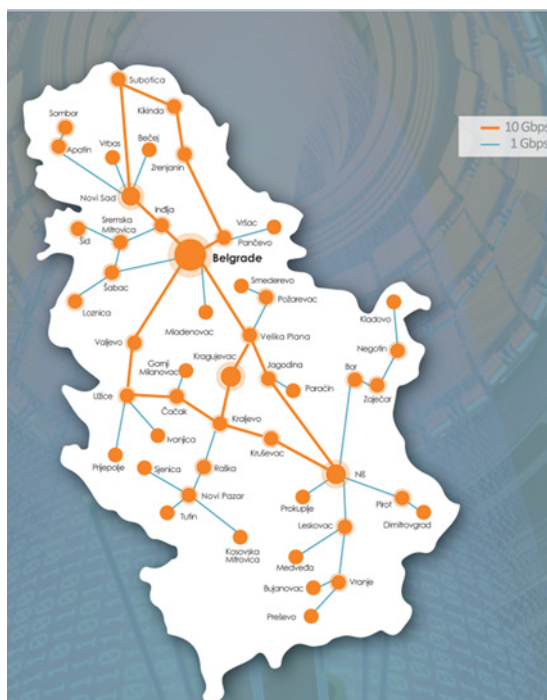 Subotica
Kikinda
Sombor
Apatin
Vrbas
Bečej
Zrenjanin
Novi Sad
Inđija
Sremska
Mitrovica
Šid
Vršac
Pančevo
Belgrade
Šabac
Loznica
Smederevo
Požarevac
Mladenovac
Kladovo
Velika Plana
Valjevo
Negotin
Gornji
Milanovac
Kragujevac
Jagodina
Bor
Paraćin
Zaječar
Užice
Čačak
Kraljevo
Ivanjica
Kruševac
Prijepolje
Sjenica
Raška
Niš
Novi Pazar
Prokuplje
Pirot
Tutin
Dimitrovgrad
Leskovac
Kosovska
Mitrovica
Medveđa
Vranje
Bujanovac
Preševo
10 Gbps
1 Gbps